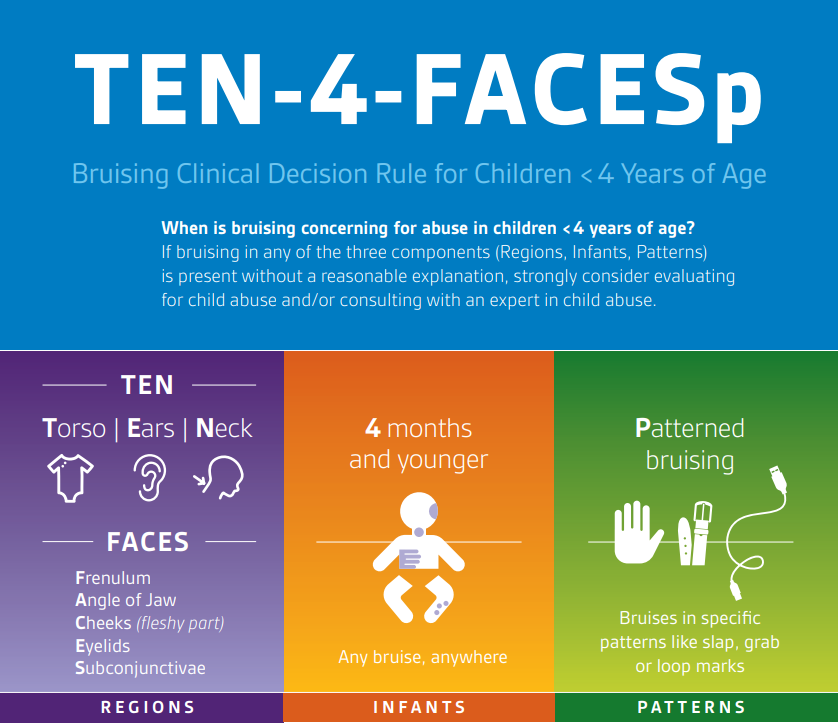 TEN-4-FACESp
Bruising Clinical Decision Rule for Children <4 Years of Age
When is bruising concerning for abuse in children <4 years of age?
If bruising in any of the three components (Regions, Infants, Patterns)
is present without a reasonable explanation, strongly consider evaluating
for child abuse and/or consulting with an expert in child abuse.
TEN
Torso | Ears | Neck
FACES
Frenulum
Angle of Jaw
Cheeks (fleshy part)
Eyelids
Subconjunctivae
REGIONS
4 months
and younger
Any bruise, anywhere
INFANTS
Patterned
bruising
Bruises in specific
patterns like slap, grab
or loop marks
PATTERNS